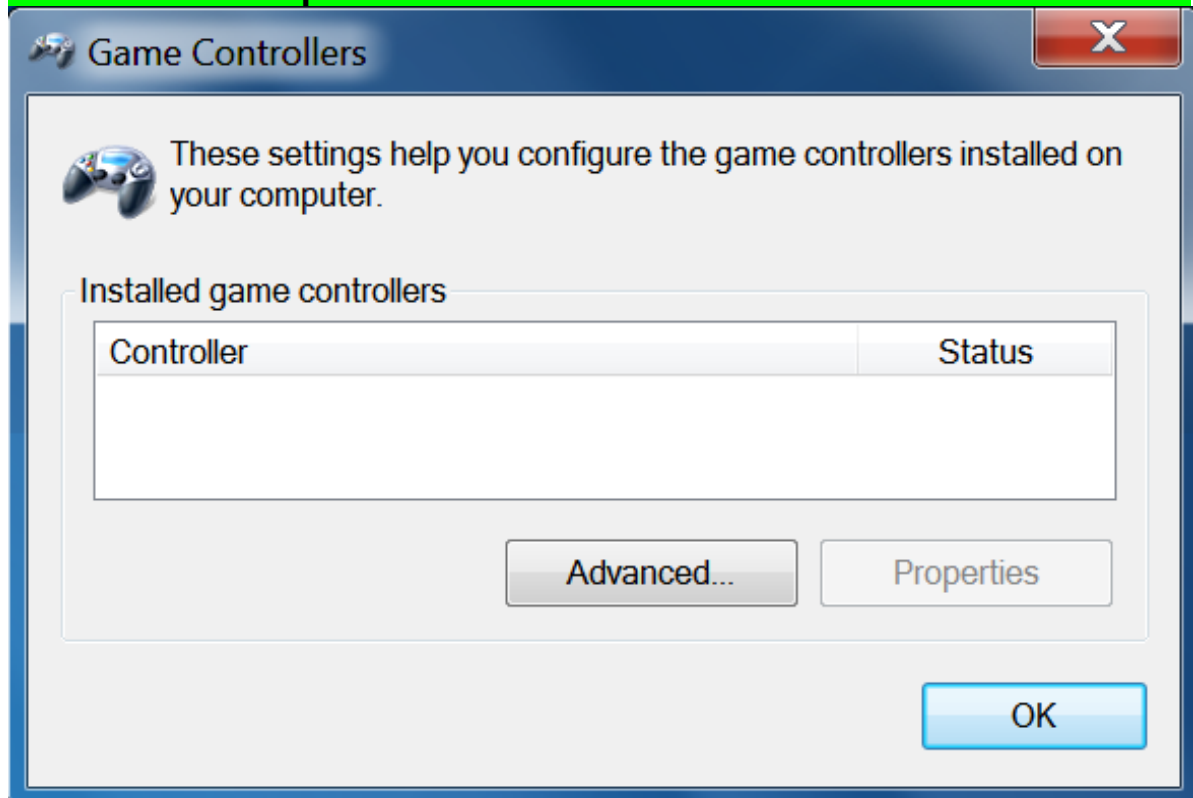 Game Controllers
These settings help you configure the game controllers installed on
your computer.
Installed game controllers
Controller Status
Advanced... Properties
OK